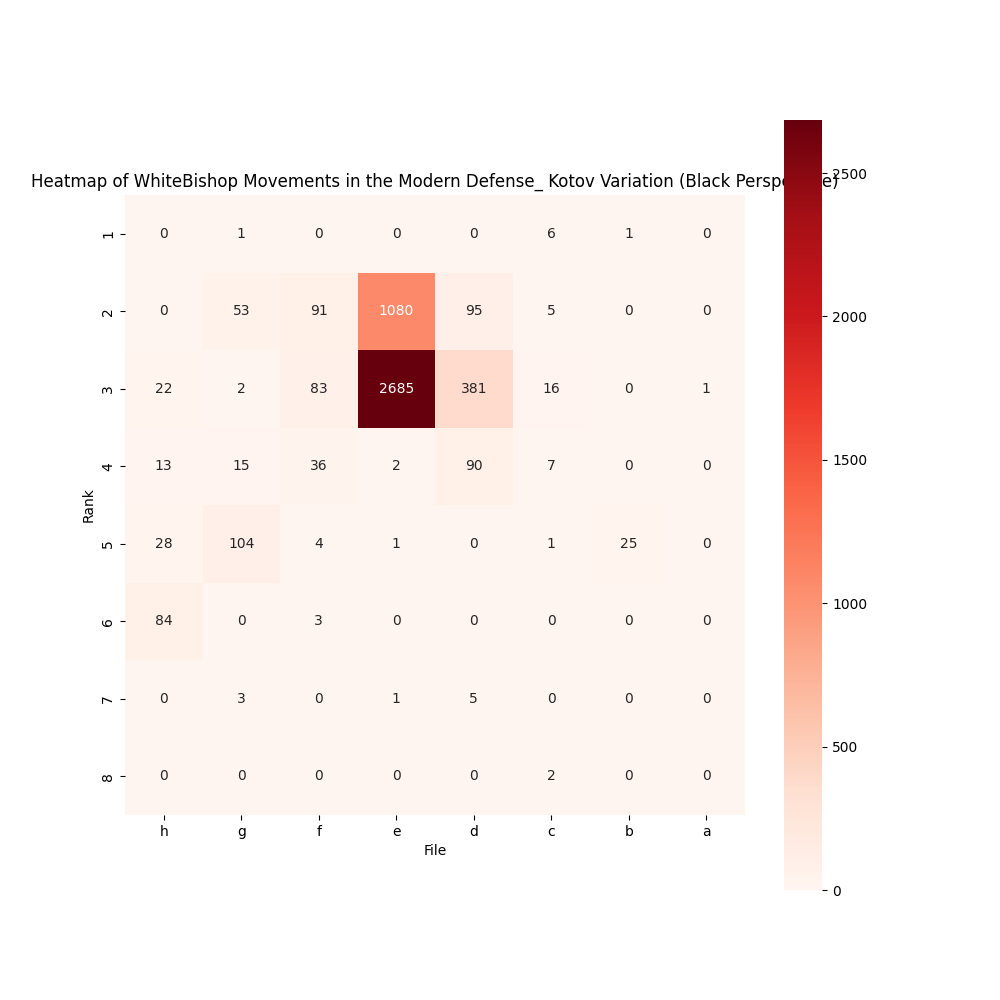 Heatmap of WhiteBishop Movements in the Modern Defense_ Kotov Variation (Black Perspe e)
1 0 1 0 0 0 6 1 0
2 0 53 91 1080 95 5 0 0
3 22 2 83 2685 381 16 0 1
4 13 15 36 2 90 7 0 0
5 28 104 4 1 0 1 25 0
6 84 0 3 0 0 0 0 0
7 0 3 0 1 5 0 0 0
8 0 0 0 0 0 2 0 0
h g f e d c b a
File
Rank
2500
2000
1500
1000
500
0